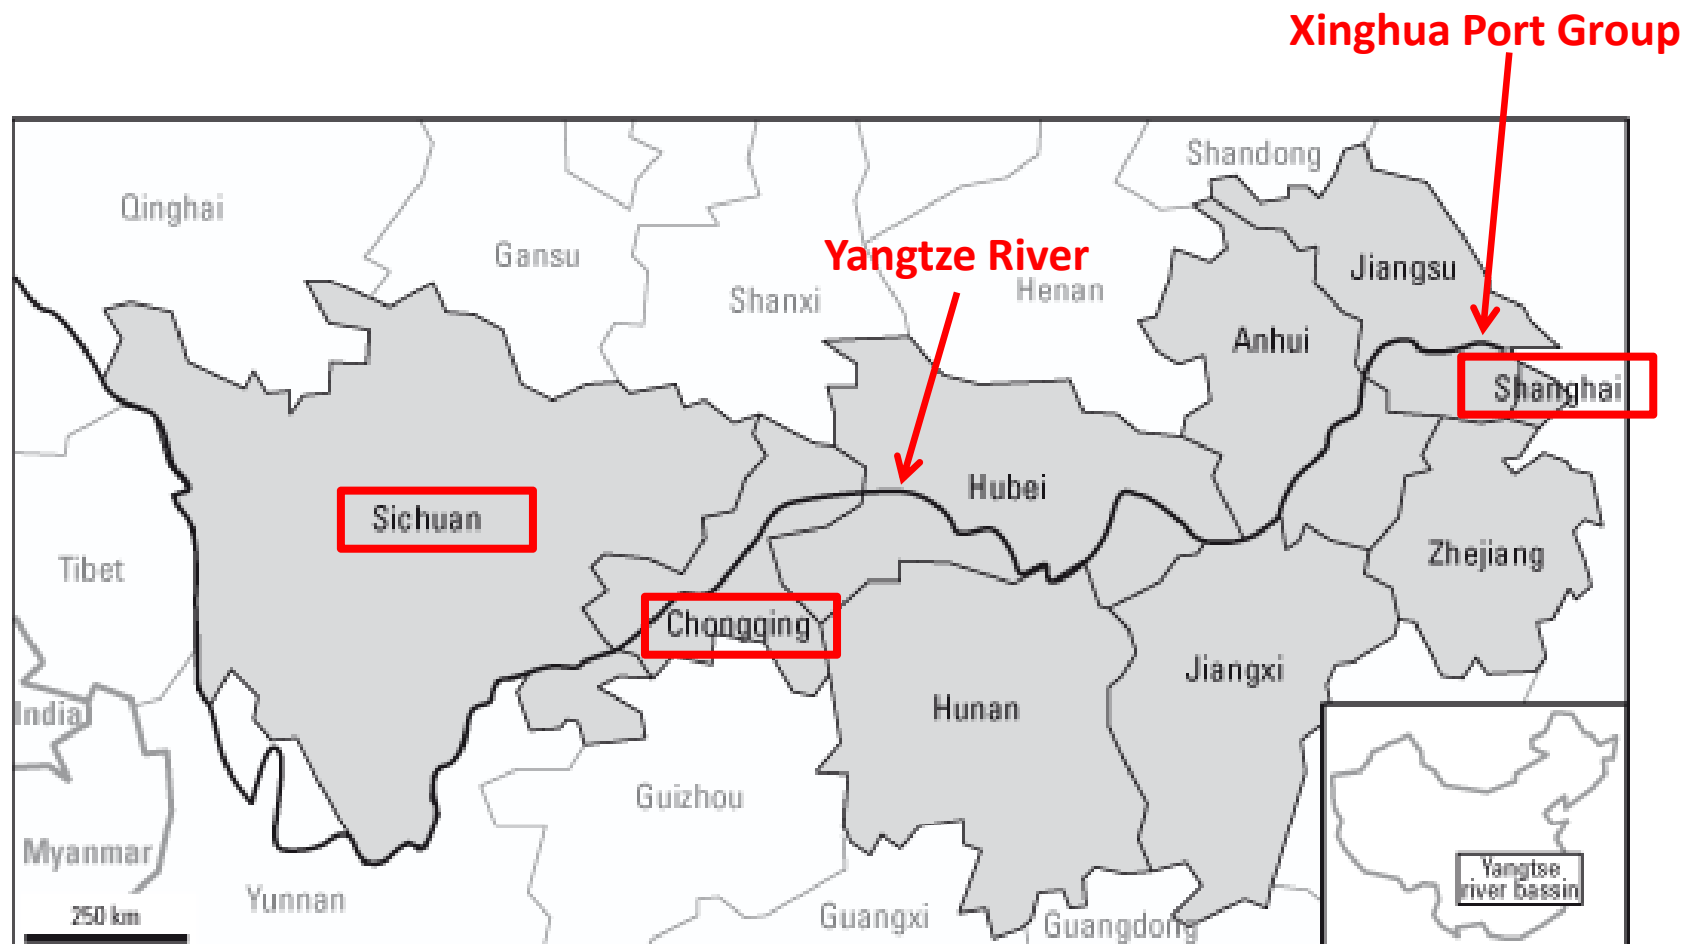 Xinghua Port Group
Shandong
Qinghai
Gansu
Yangtze River
Jiangsu
Shanxi
Henan
Anhui
Shanghai
Hubei
Sichuan
Zhejiang
Tibet
Chongqing
Jiangxi
India
Hunan
Guizhou
Myanmar
Yangtse
river bassin
Yunnan
250 km
Guangxi
Guangdong